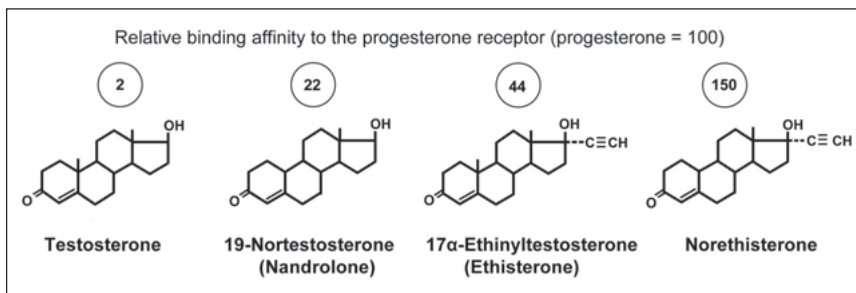 Relative binding affinity to the progesterone receptor (progesterone = 100)
2 22 44 150
OH OH OH C≡CH OH C≡CH
O O O O
Testosterone 19-Nortestosterone 17α-Ethinyltestosterone Norethisterone
(Nandrolone) (Ethisterone)